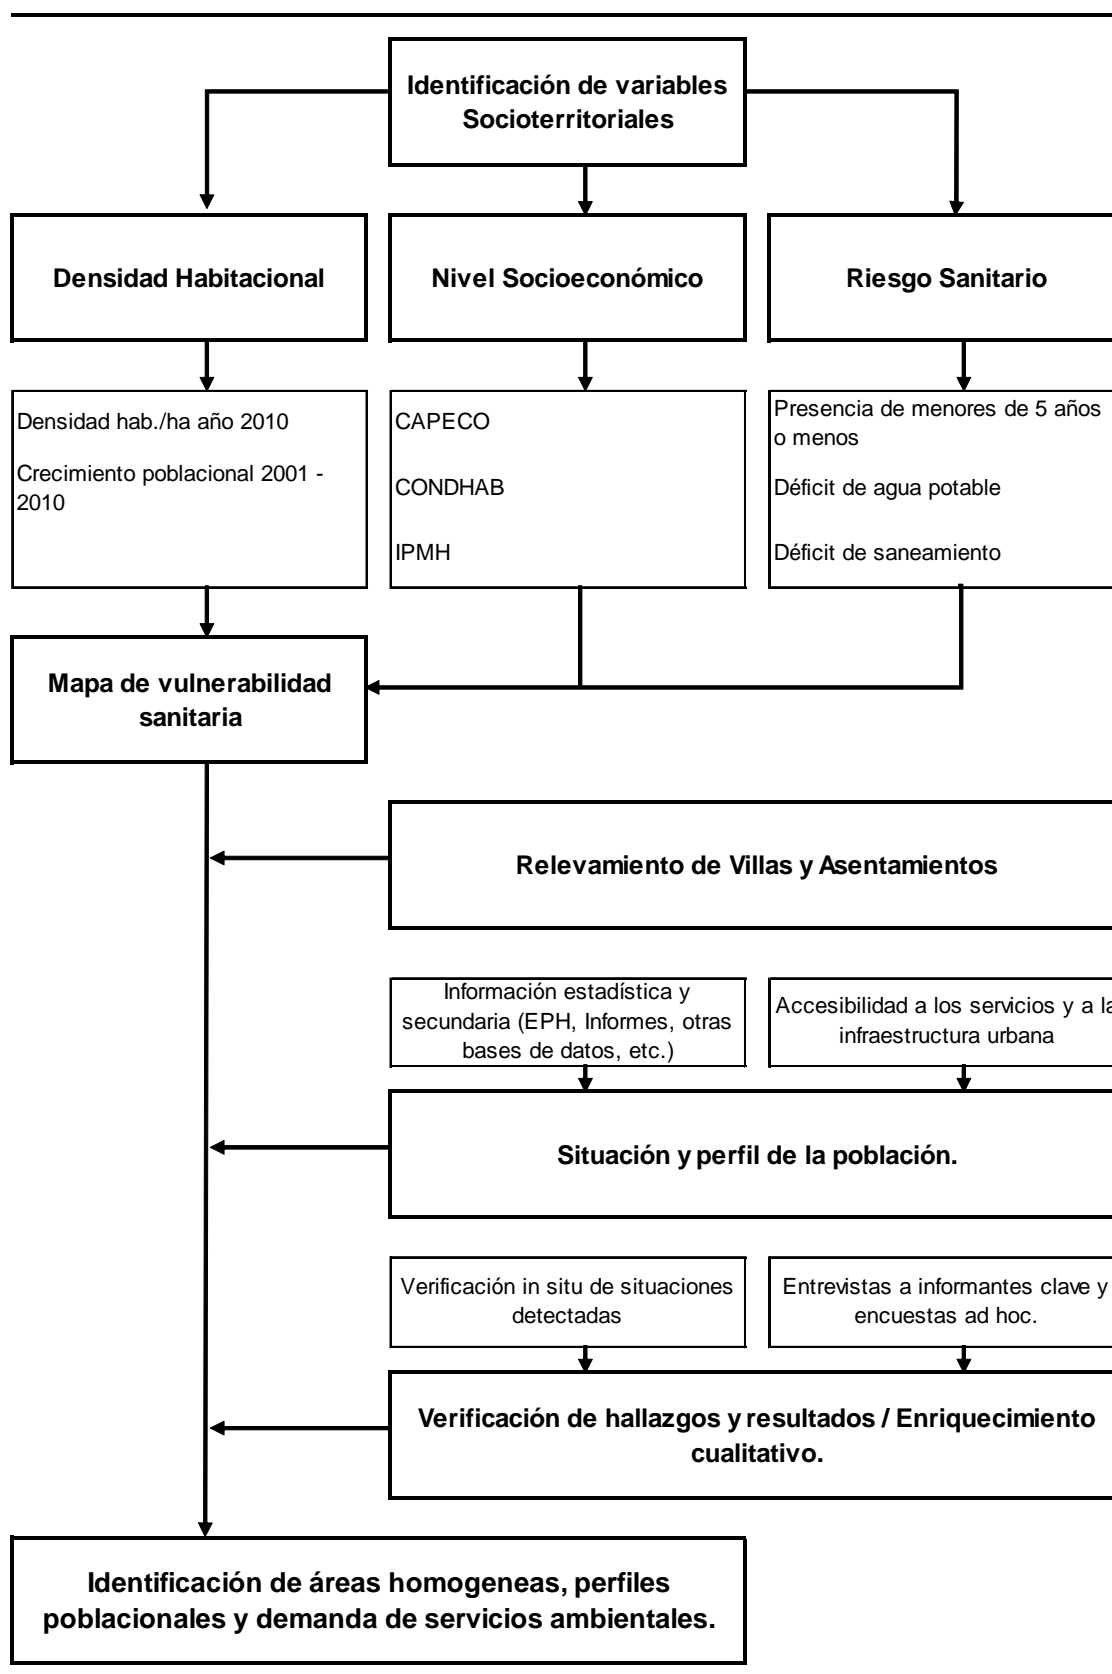 Identificación de variables
Socioterritoriales
Densidad Habitacional
Nivel Socioeconómico
Riesgo Sanitario
Densidad hab./ha año 2010
Crecimiento poblacional 2001 -
2010
CAPECO
CONDHAB
IPMH
Presencia de menores de 5 años
o menos
Déficit de agua potable
Déficit de saneamiento
Mapa de vulnerabilidad
sanitaria
Relevamiento de Villas y Asentamientos
Información estadística y
secundaria (EPH, Informes, otras
bases de datos, etc.)
Accesibilidad a los servicios y a la
infraestructura urbana
Situación y perfil de la población.
Verificación in situ de situaciones
detectadas
Entrevistas a informantes clave y
encuestas ad hoc.
Verificación de hallazgos y resultados / Enriquecimiento
cualitativo.
Identificación de áreas homogeneas, perfiles
poblacionales y demanda de servicios ambientales.